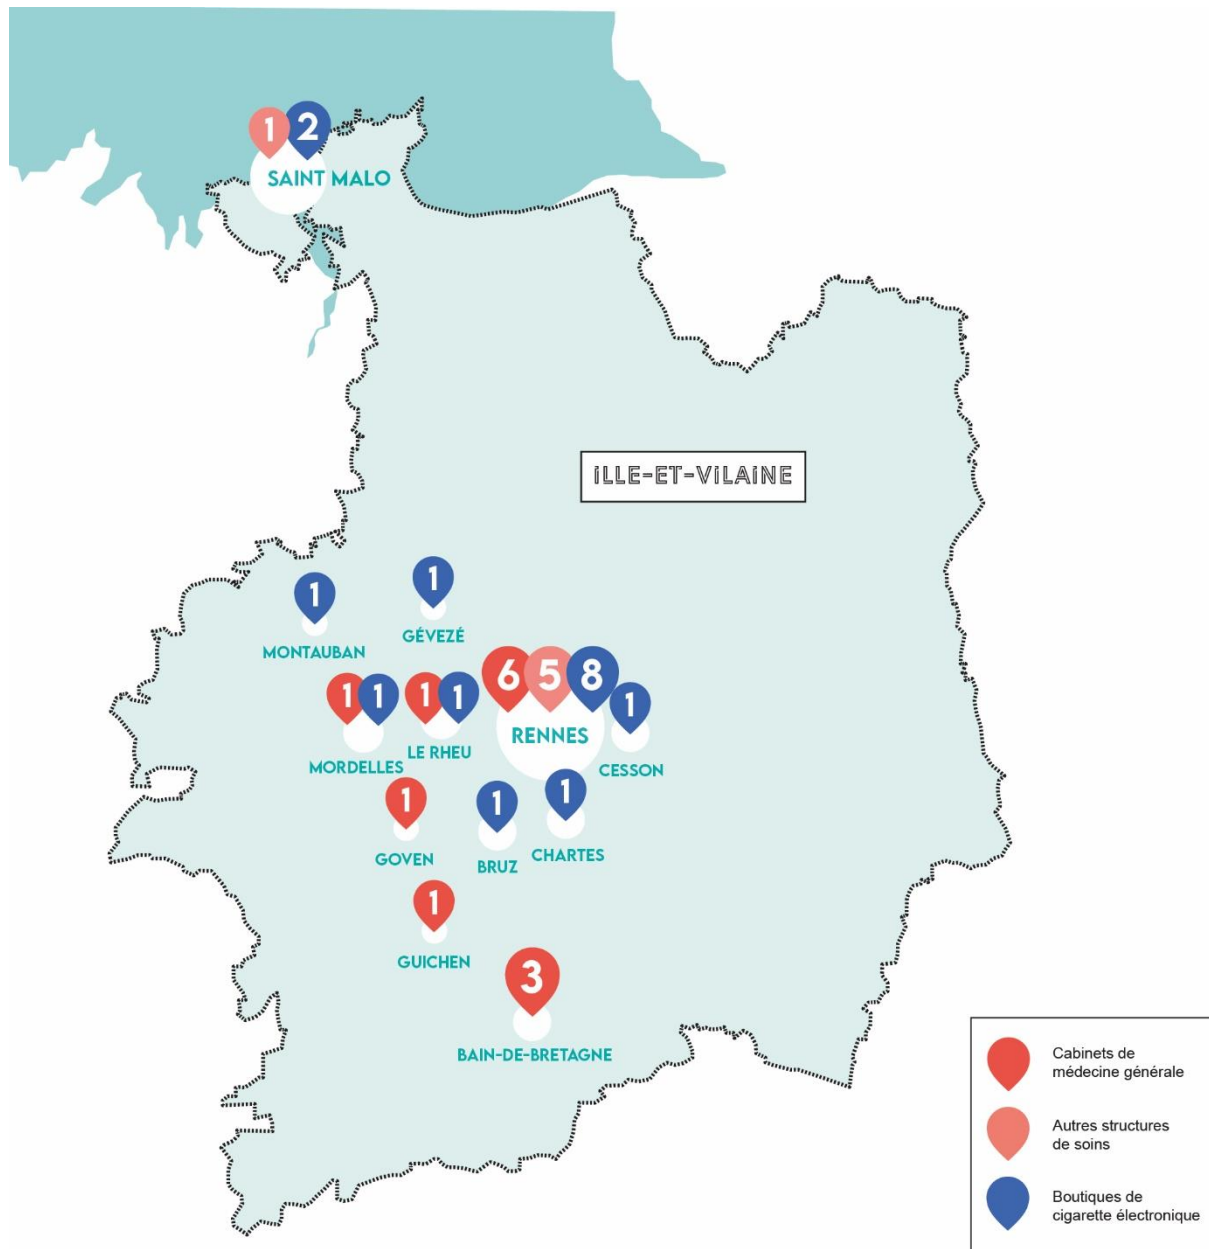 1 2
SAINT MALO
iLLE-ET-ViLAiNE
1
MONTAUBAN
1
GÉVEZÉ
1 1
MORDELLES
1 1
LE RHEU
6 5 8
RENNES
1
CESSON
1
GOVEN
1
BRUZ
1
CHARTES
1
GUICHEN
3
BAIN-DE-BRETAGNE
Cabinets de
médecine générale
Autres structures
de soins
Boutiques de
cigarette électronique